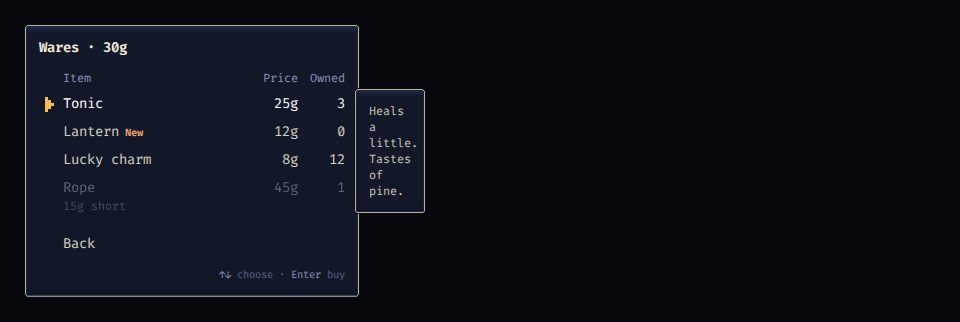 Wares · 30g
Item Price Owned
Tonic 25g 3
Lantern New 12g 0
Lucky charm 8g 12
Rope 45g 1
15g short
Back
↑↓ choose · Enter buy
Heals
a
little.
Tastes
of
pine.